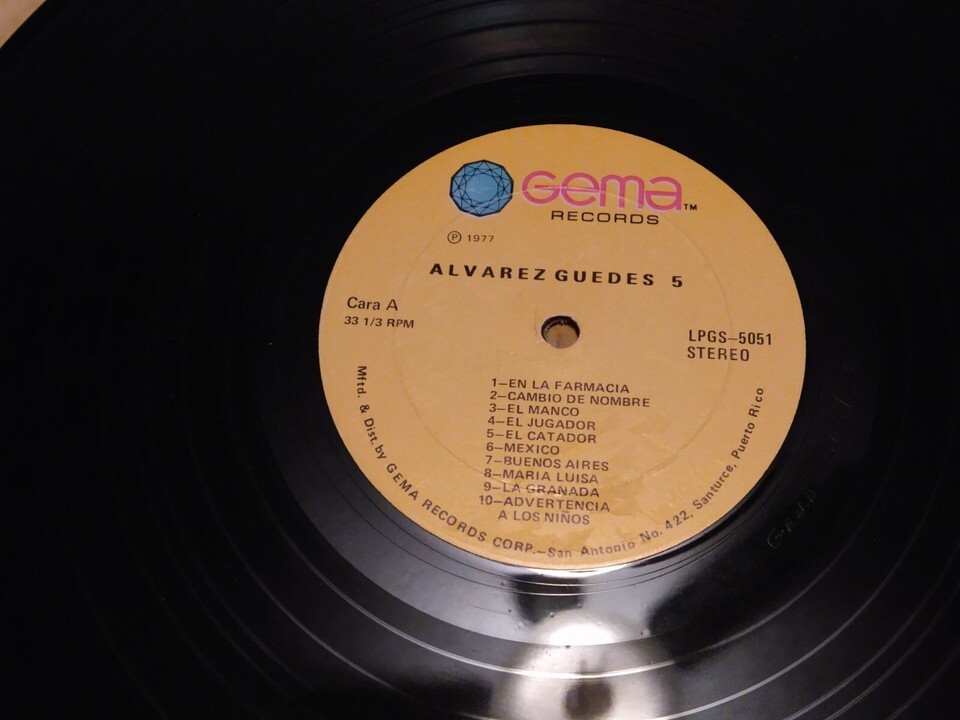 Gema™
RECORDS
Ⓟ 1977
ALVAREZ GUEDES 5
Cara A
33 1/3 RPM
LPGS–5051
STEREO
1–EN LA FARMACIA
2–CAMBIO DE NOMBRE
3–EL MANCO
4–EL JUGADOR
5–EL CATADOR
6–MEXICO
7–BUENOS AIRES
8–MARIA LUISA
9–LA GRANADA
10–ADVERTENCIA
A LOS NIÑOS
Mftd. & Dist. by GEMA RECORDS CORP.–San Antonio No. 422, Santurce, Puerto Rico